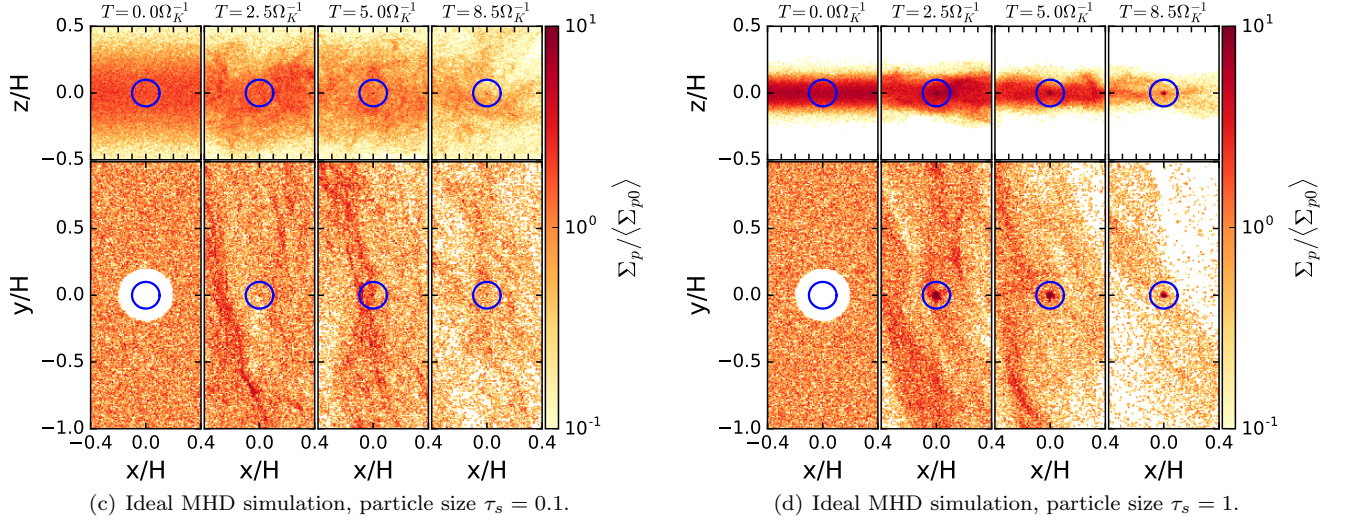 T = 0.0Ω_K^{-1} T = 2.5Ω_K^{-1} T = 5.0Ω_K^{-1} T = 8.5Ω_K^{-1}
0.5
z/H
0.0
−0.5
0.5
y/H
0.0
−0.5
−1.0
−0.4 0.0 0.4 0.0 0.4 0.0 0.4 0.0 0.4
x/H x/H x/H x/H
10^1
10^0
10^{-1}
Σ_p/⟨Σ_{p0}⟩
(c) Ideal MHD simulation, particle size τ_s = 0.1.
T = 0.0Ω_K^{-1} T = 2.5Ω_K^{-1} T = 5.0Ω_K^{-1} T = 8.5Ω_K^{-1}
0.5
z/H
0.0
−0.5
0.5
y/H
0.0
−0.5
−1.0
−0.4 0.0 0.4 0.0 0.4 0.0 0.4 0.0 0.4
x/H x/H x/H x/H
10^1
10^0
10^{-1}
Σ_p/⟨Σ_{p0}⟩
(d) Ideal MHD simulation, particle size τ_s = 1.